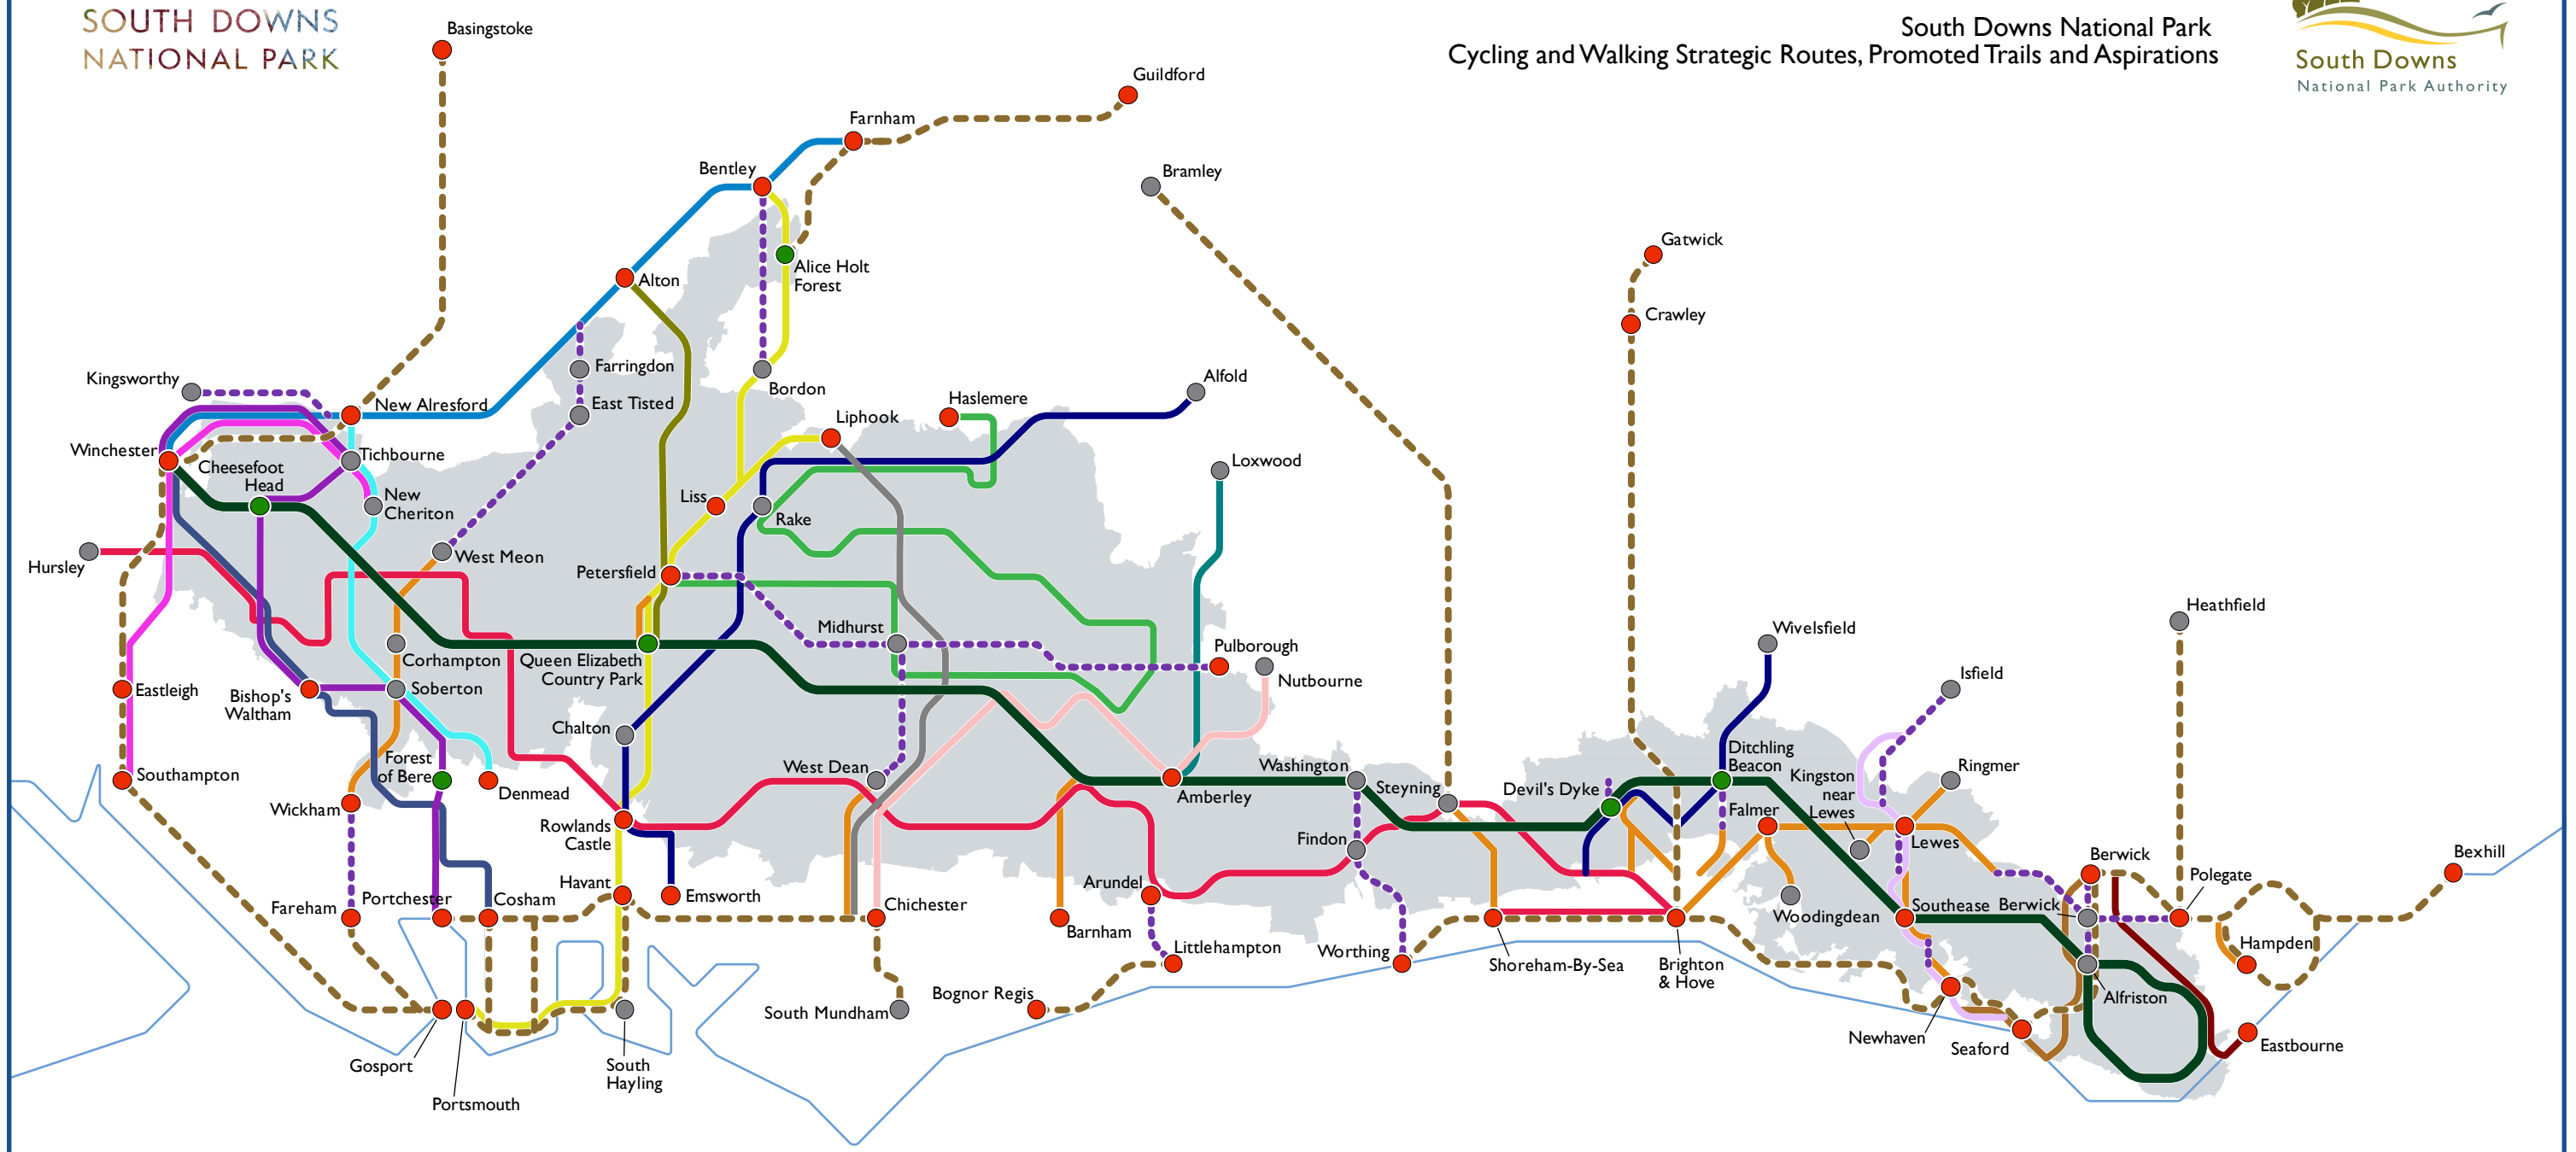 SOUTH DOWNS
NATIONAL PARK
South Downs National Park
Cycling and Walking Strategic Routes, Promoted Trails and Aspirations
South Downs
National Park Authority
Basingstoke
Guildford
Farnham
Bentley
Bramley
Gatwick
Alice Holt
Forest
Alton
Crawley
Farringdon
Kingsworthy
Bordon
Alfold
Haslemere
New Alresford
East Tisted
Liphook
Winchester
Tichbourne
Cheesefoot
Head
Loxwood
New
Cheriton
Liss
Rake
West Meon
Hursley
Petersfield
Heathfield
Midhurst
Wivelsfield
Pulborough
Corhampton
Queen Elizabeth
Country Park
Isfield
Nutbourne
Eastleigh
Bishop's
Waltham
Soberton
Chalton
Ditchling
Beacon
Forest
of Bere
Southampton
West Dean
Washington
Kingston
near
Lewes
Ringmer
Steyning
Devil's Dyke
Denmead
Amberley
Wickham
Falmer
Rowlands
Castle
Findon
Lewes
Berwick
Bexhill
Polegate
Arundel
Havant
Emsworth
Portchester
Cosham
Fareham
Chichester
Southease
Berwick
Woodingdean
Barnham
Hampden
Littlehampton
Worthing
Shoreham-By-Sea
Brighton
& Hove
Bognor Regis
Alfriston
South Mundham
Newhaven
Seaford
Eastbourne
Gosport
South
Hayling
Portsmouth